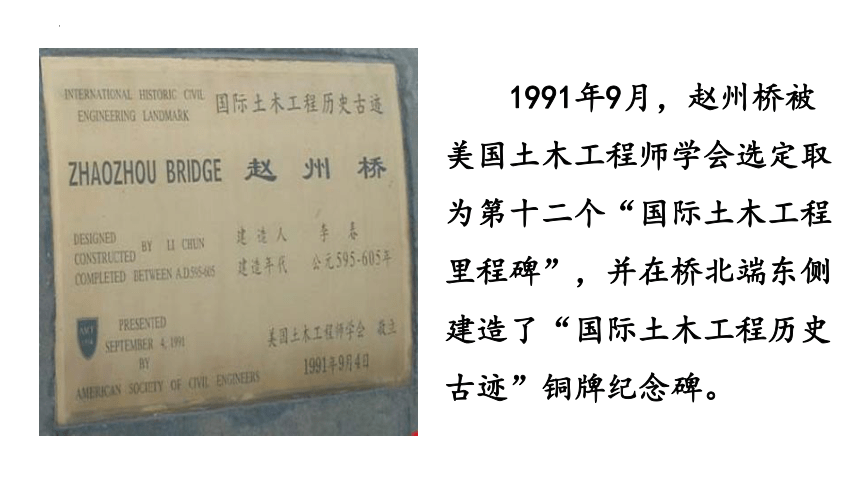 INTERNATIONAL HISTORIC CIVIL
ENGINEERING LANDMARK
国际土木工程历史古迹
ZHAOZHOU BRIDGE 赵州桥
DESIGNED
CONSTRUCTED BY LI CHUN
COMPLETED BETWEEN A.D.595-605
建造人 李春
建造年代 公元595-605年
PRESENTED
SEPTEMBER 4, 1991
BY
AMERICAN SOCIETY OF CIVIL ENGINEERS
美国土木工程师学会 敬立
1991年9月4日
1991年9月，赵州桥被
美国土木工程师学会选定取
为第十二个“国际土木工程
里程碑”，并在桥北端东侧
建造了“国际土木工程历史
古迹”铜牌纪念碑。